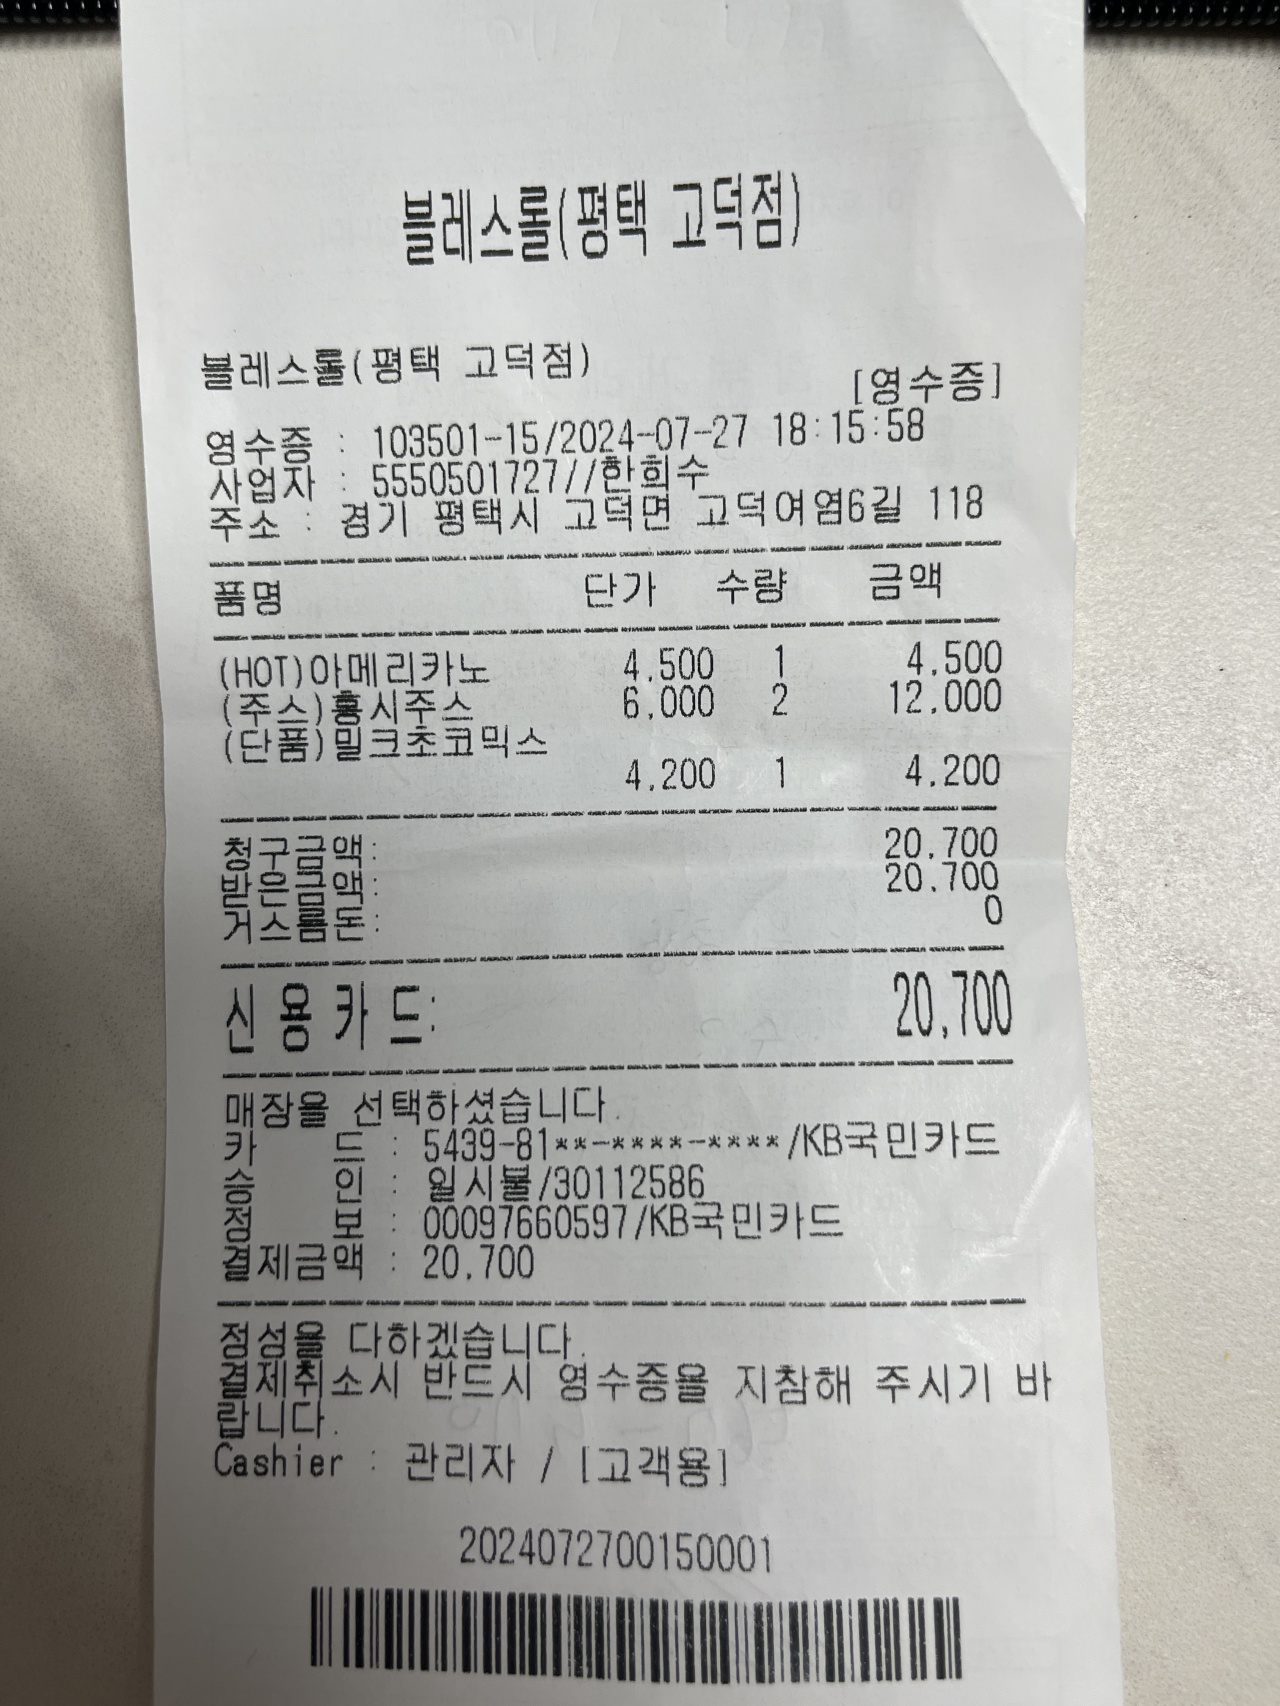 블레스롤(평택 고덕점)
블레스롤(평택 고덕점)
[영수증]
영수증 : 103501-15/2024-07-27 18:15:58
사업자 : 5550501727//한희수
주소 : 경기 평택시 고덕면 고덕여염6길 118
품명 단가 수량 금액
(HOT)아메리카노 4,500 1 4,500
(주스)홍시주스 6,000 2 12,000
(단품)밀크초코믹스
4,200 1 4,200
청구금액: 20,700
받은금액: 20,700
거스름돈: 0
신용카드: 20,700
매장을 선택하셨습니다.
카 드 : 5439-81**-****-****/KB국민카드
승 인 : 일시불/30112586
정 보 : 00097660597/KB국민카드
결제금액 : 20,700
정성을 다하겠습니다.
결제취소시 반드시 영수증을 지참해 주시기 바
랍니다.
Cashier : 관리자 / [고객용]
2024072700150001